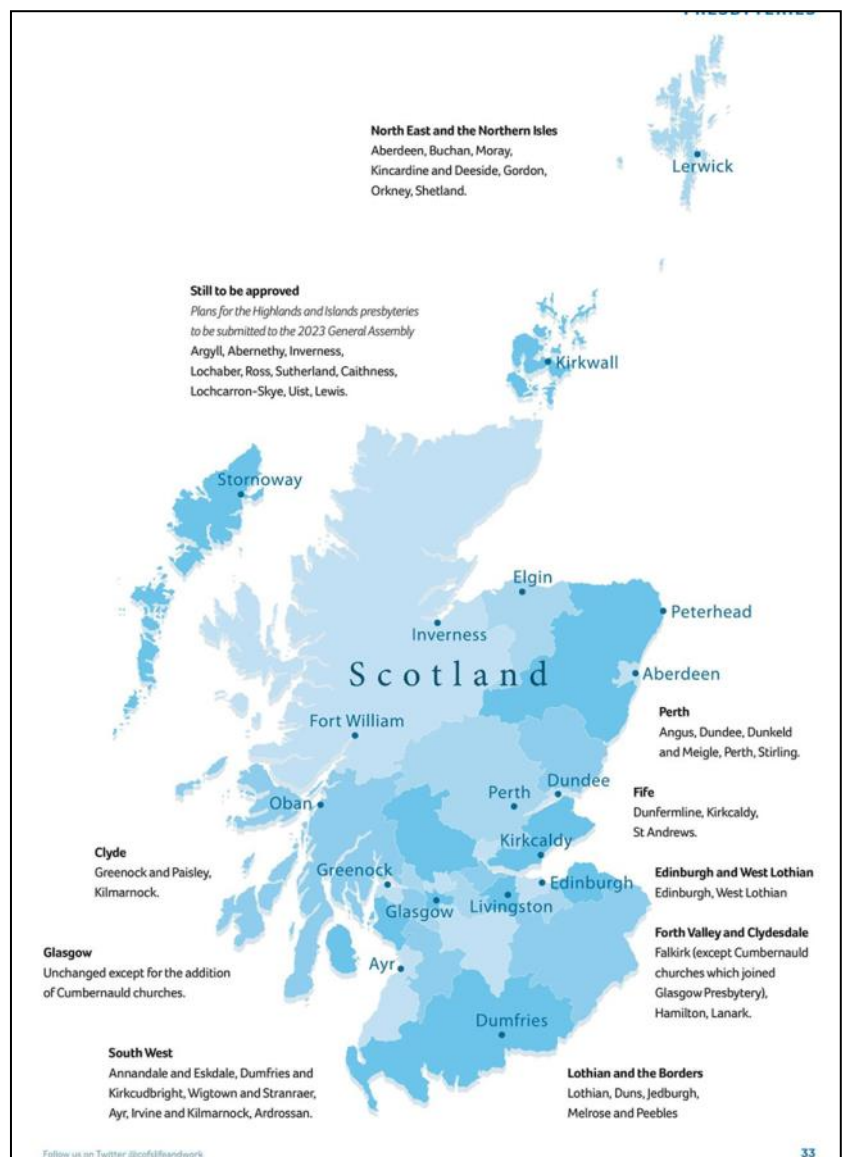 PRESBYTERIES
North East and the Northern Isles
Aberdeen, Buchan, Moray,
Kincardine and Deeside, Gordon,
Orkney, Shetland.
Lerwick
Still to be approved
Plans for the Highlands and Islands presbyteries
to be submitted to the 2023 General Assembly
Argyll, Abernethy, Inverness,
Lochaber, Ross, Sutherland, Caithness,
Lochcarron-Skye, Uist, Lewis.
Kirkwall
Stornoway
Elgin
Peterhead
Inverness
Scotland
Aberdeen
Fort William
Perth
Angus, Dundee, Dunkeld
and Meigle, Perth, Stirling.
Dundee
Perth
Oban
Fife
Dunfermline, Kirkcaldy,
St Andrews.
Kirkcaldy
Clyde
Greenock and Paisley,
Kilmarnock.
Greenock
Edinburgh
Glasgow
Livingston
Edinburgh and West Lothian
Edinburgh, West Lothian
Forth Valley and Clydesdale
Falkirk (except Cumbernauld
churches which joined
Glasgow Presbytery),
Hamilton, Lanark.
Glasgow
Unchanged except for the addition
of Cumbernauld churches.
Ayr
Dumfries
South West
Annandale and Eskdale, Dumfries and
Kirkcudbright, Wigtown and Stranraer,
Ayr, Irvine and Kilmarnock, Ardrossan.
Lothian and the Borders
Lothian, Duns, Jedburgh,
Melrose and Peebles
Follow us on Twitter @cofslifeandwork
33